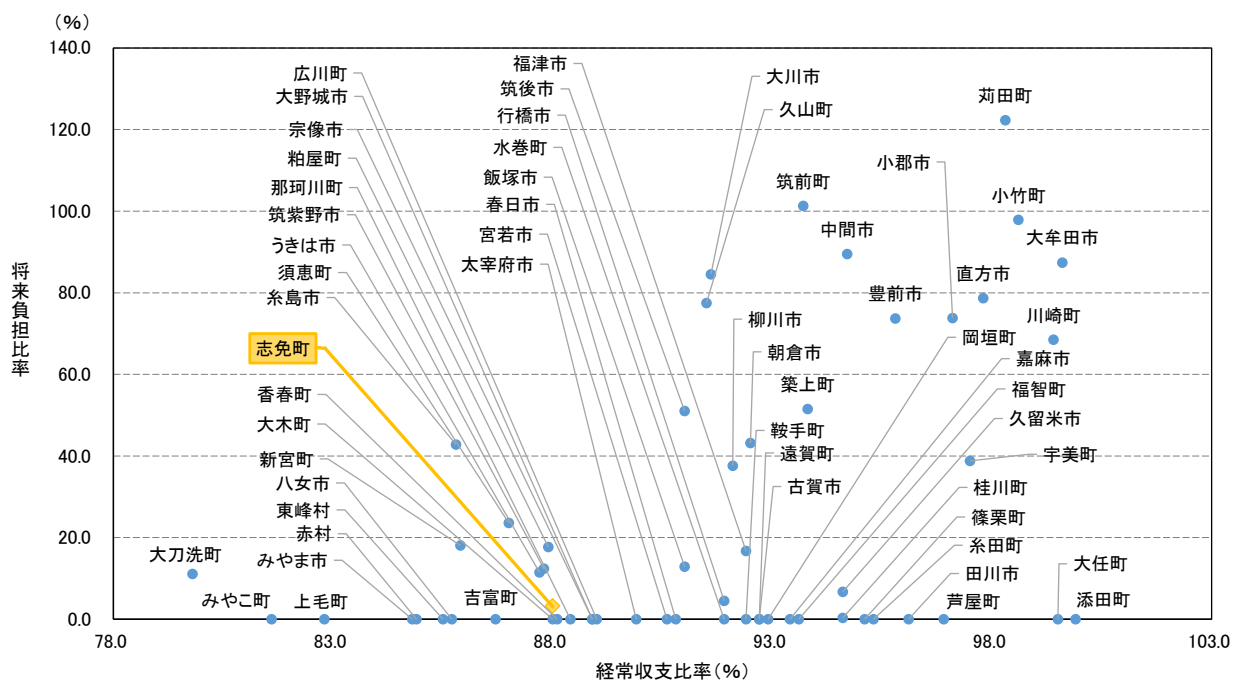 （%）
140.0
120.0
100.0
80.0
60.0
40.0
20.0
0.0
将来負担比率
78.0
83.0
88.0
93.0
98.0
103.0
経常収支比率（%）
広川町
大野城市
宗像市
粕屋町
那珂川町
筑紫野市
うきは市
須恵町
糸島市
志免町
香春町
大木町
新宮町
八女市
東峰村
赤村
みやま市
大刀洗町
みやこ町
上毛町
吉富町
福津市
筑後市
行橋市
水巻町
飯塚市
春日市
宮若市
太宰府市
大川市
久山町
筑前町
中間市
豊前市
小郡市
苅田町
小竹町
大牟田市
直方市
川崎町
柳川市
朝倉市
築上町
鞍手町
遠賀町
古賀市
岡垣町
嘉麻市
福智町
久留米市
宇美町
桂川町
篠栗町
糸田町
田川市
芦屋町
大任町
添田町